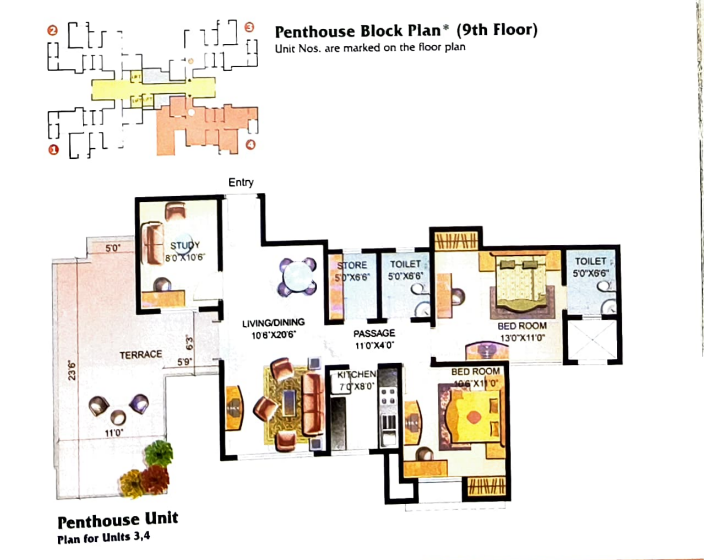 Penthouse Block Plan* (9th Floor)
Unit Nos. are marked on the floor plan
2
3
LIFT
LIFT
LIFT
1
4
Entry
5'0"
STUDY
8'0"X10'6"
STORE
5'0"X6'6"
TOILET
5'0"X6'6"
TOILET
5'0"X6'6"
LIVING/DINING
10'6"X20'6"
PASSAGE
11'0"X4'0"
BED ROOM
13'0"X11'0"
6'3"
TERRACE
5'9"
23'6"
KITCHEN
7'0"X8'0"
BED ROOM
10'6"X11'0"
11'0"
Penthouse Unit
Plan for Units 3,4